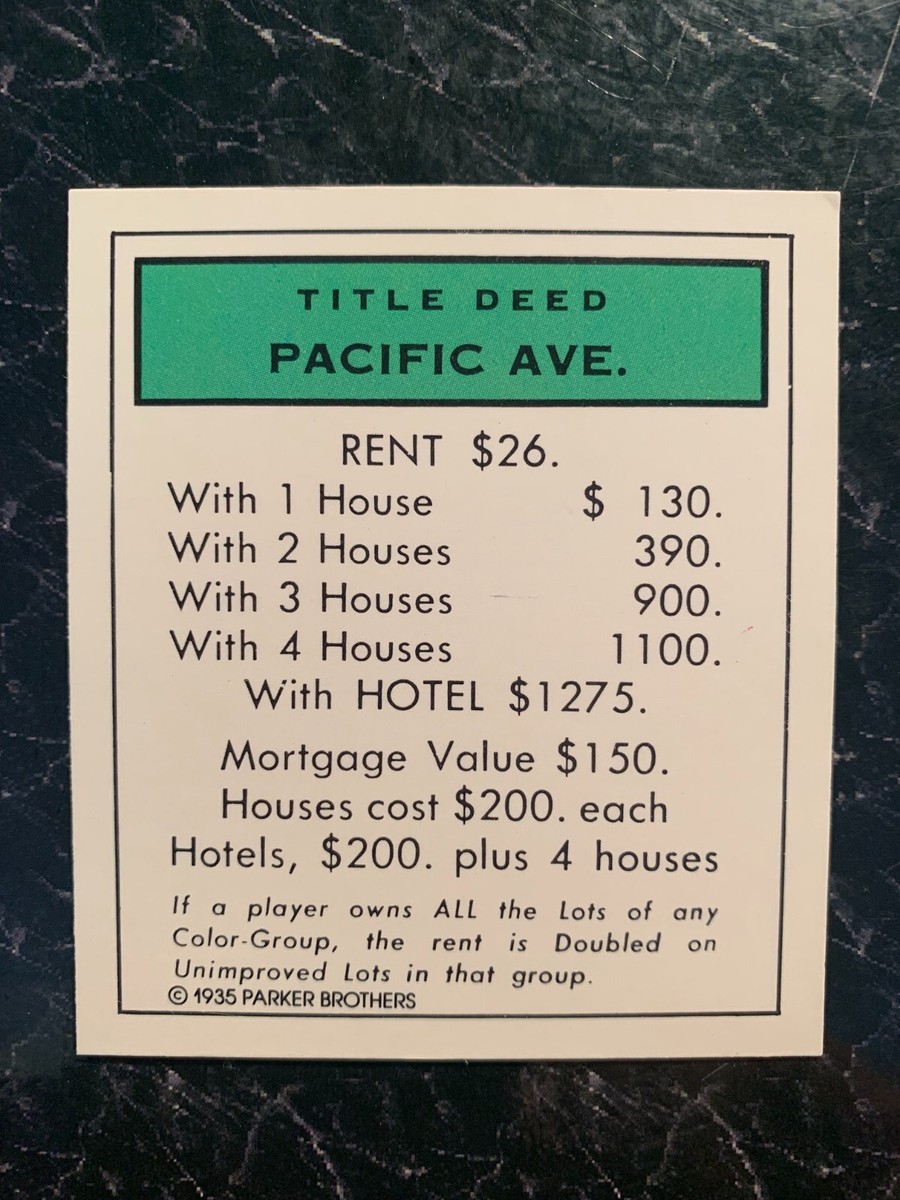 TITLE DEED
PACIFIC AVE.
RENT $26.
With 1 House $ 130.
With 2 Houses 390.
With 3 Houses 900.
With 4 Houses 1100.
With HOTEL $1275.
Mortgage Value $150.
Houses cost $200. each
Hotels, $200. plus 4 houses
If a player owns ALL the Lots of any
Color-Group, the rent is Doubled on
Unimproved Lots in that group.
© 1935 PARKER BROTHERS